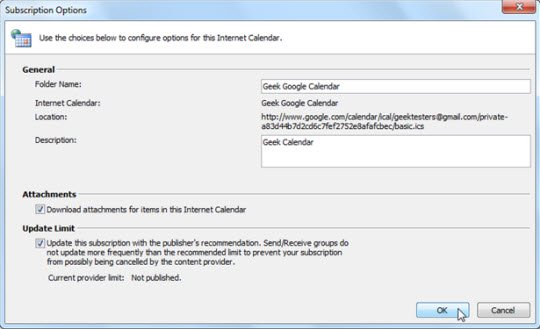 Subscription Options
Use the choices below to configure options for this Internet Calendar.
General
Folder Name: Geek Google Calendar
Internet Calendar: Geek Google Calendar
Location: http://www.google.com/calendar/ical/geektesters@gmail.com/private-
a83d44b7d2cd6c7fef2752e8afafcbec/basic.ics
Description: Geek Calendar
Attachments
Download attachments for items in this Internet Calendar
Update Limit
Update this subscription with the publisher's recommendation. Send/Receive groups do
not update more frequently than the recommended limit to prevent your subscription
from possibly being cancelled by the content provider.
Current provider limit: Not published.
OK Cancel